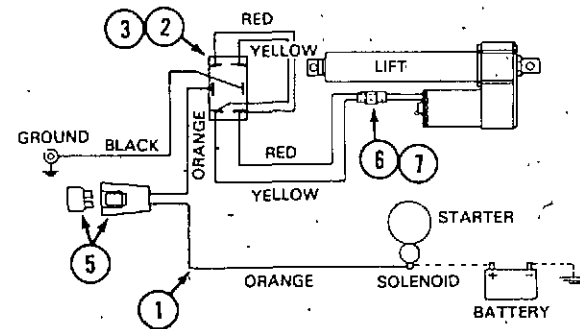 RED
3 2
YELLOW
LIFT
GROUND
BLACK
ORANGE
RED
6 7
YELLOW
STARTER
5
ORANGE
SOLENOID
+ -
1
BATTERY